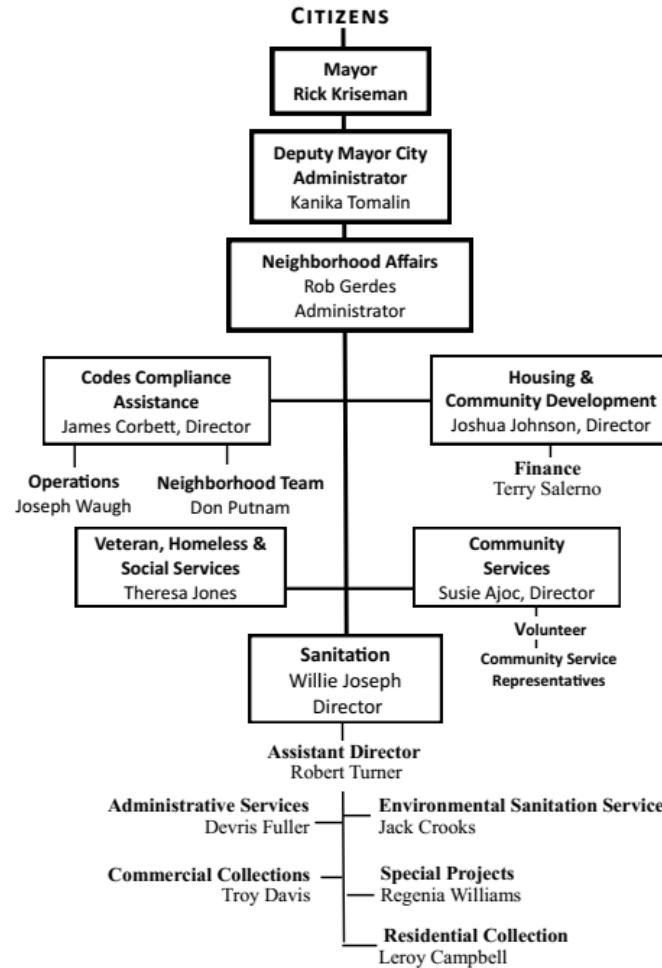 CITIZENS
Mayor
Rick Kriseman
Deputy Mayor City
Administrator
Kanika Tomalin
Neighborhood Affairs
Rob Gerdes
Administrator
Codes Compliance
Assistance
James Corbett, Director
Housing &
Community Development
Joshua Johnson, Director
Operations
Joseph Waugh
Neighborhood Team
Don Putnam
Finance
Terry Salerno
Veteran, Homeless &
Social Services
Theresa Jones
Community
Services
Susie Ajoc, Director
Volunteer
Community Service
Representatives
Sanitation
Willie Joseph
Director
Assistant Director
Robert Turner
Administrative Services
Devris Fuller
Environmental Sanitation Service
Jack Crooks
Commercial Collections
Troy Davis
Special Projects
Regenia Williams
Residential Collection
Leroy Campbell